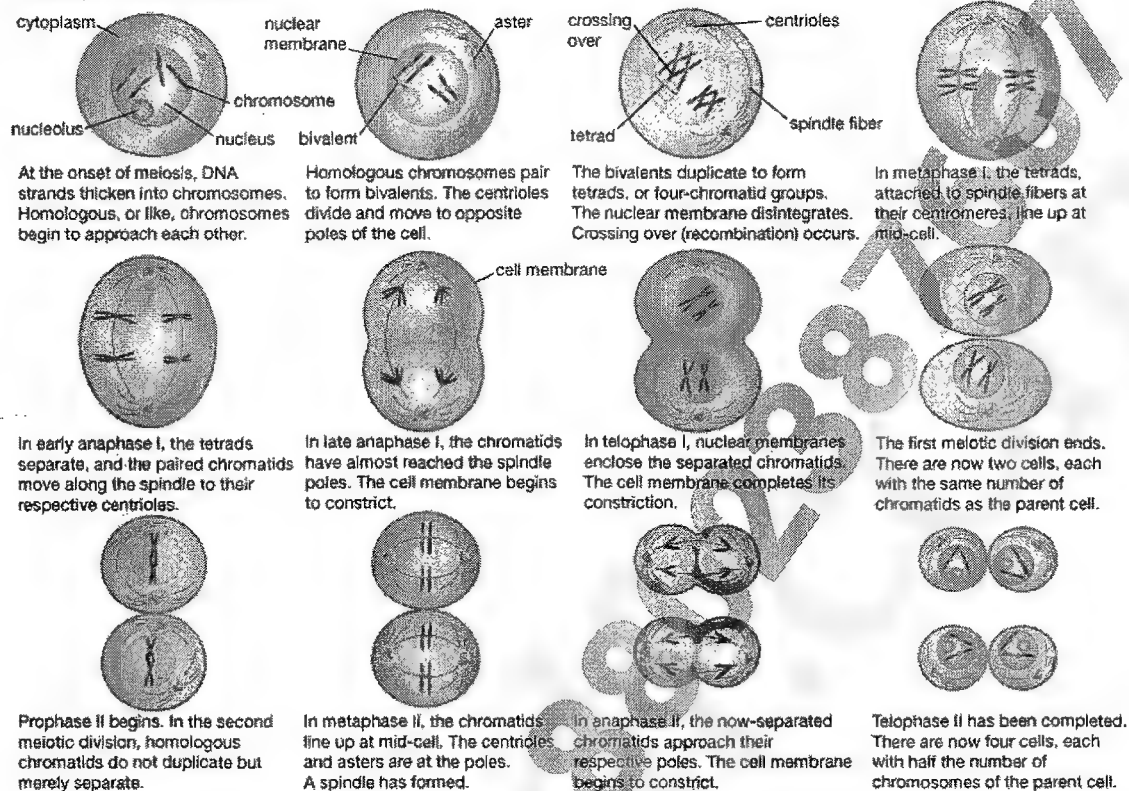 cytoplasm
nuclear
membrane
aster
crossing
over
centrioles
chromosome
nucleolus
nucleus
bivalent
tetrad
spindle fiber
At the onset of meiosis, DNA
strands thicken into chromosomes.
Homologous, or like, chromosomes
begin to approach each other.
Homologous chromosomes pair
to form bivalents. The centrioles
divide and move to opposite
poles of the cell.
The bivalents duplicate to form
tetrads, or four-chromatid groups.
The nuclear membrane disintegrates.
Crossing over (recombination) occurs.
In metaphase I, the tetrads,
attached to spindle fibers at
their centromeres, line up at
mid-cell.
cell membrane
In early anaphase I, the tetrads
separate, and the paired chromatids
move along the spindle to their
respective centrioles.
In late anaphase I, the chromatids
have almost reached the spindle
poles. The cell membrane begins
to constrict.
In telophase I, nuclear membranes
enclose the separated chromatids.
The cell membrane completes its
constriction.
The first meiotic division ends.
There are now two cells, each
with the same number of
chromatids as the parent cell.
Prophase II begins. In the second
meiotic division, homologous
chromatids do not duplicate but
merely separate.
In metaphase II, the chromatids
line up at mid-cell. The centrioles
and asters are at the poles.
A spindle has formed.
In anaphase II, the now-separated
chromatids approach their
respective poles. The cell membrane
begins to constrict.
Telophase II has been completed.
There are now four cells, each
with half the number of
chromosomes of the parent cell.